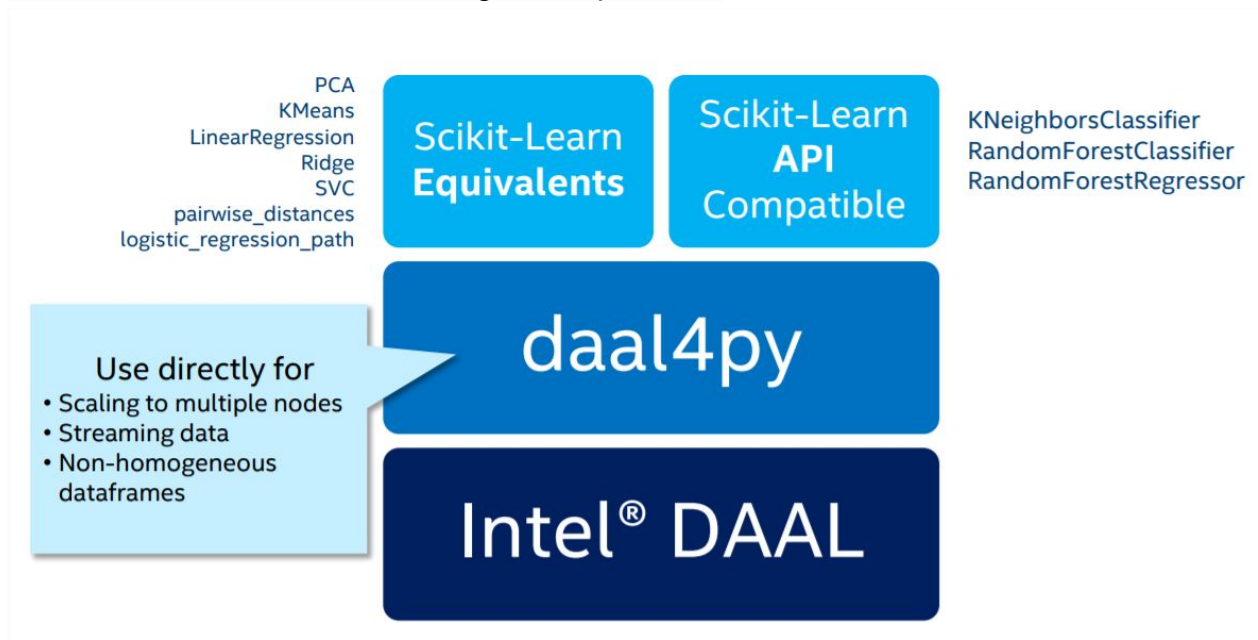 PCA
KMeans
LinearRegression
Ridge
SVC
pairwise_distances
logistic_regression_path
Scikit-Learn
Equivalents
Scikit-Learn
API
Compatible
KNeighborsClassifier
RandomForestClassifier
RandomForestRegressor
Use directly for
• Scaling to multiple nodes
• Streaming data
• Non-homogeneous
dataframes
daal4py
Intel® DAAL